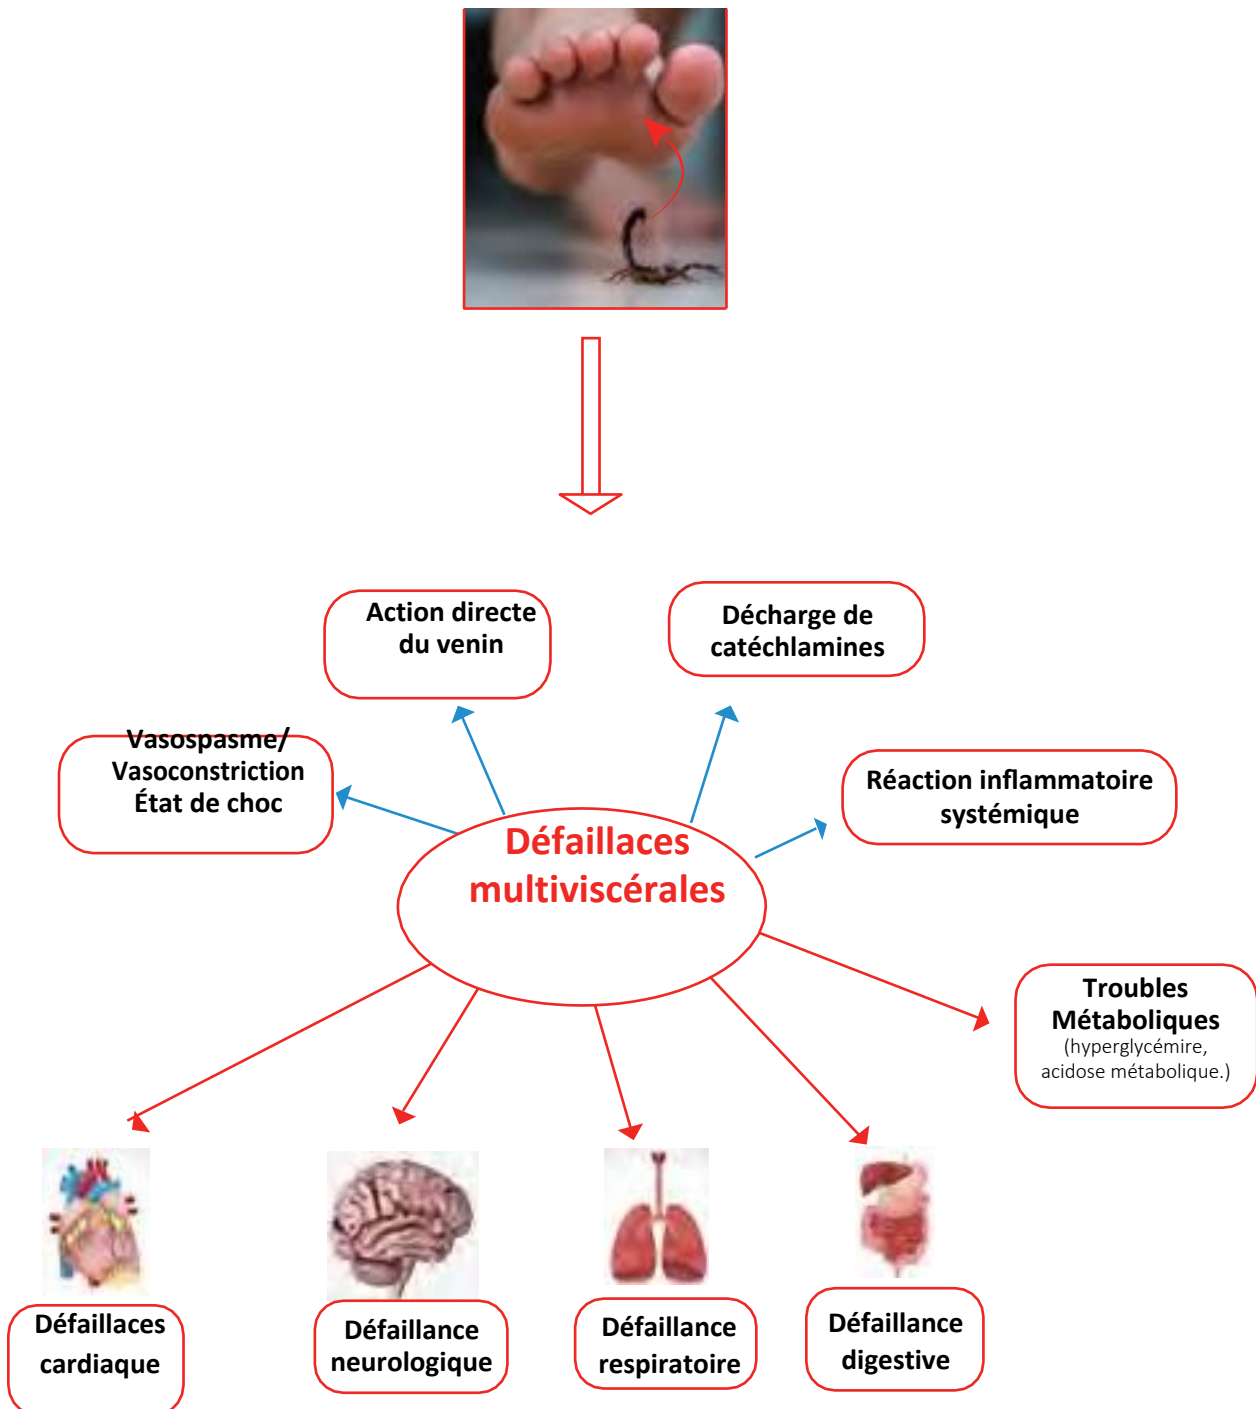 Action directe
du venin
Décharge de
catéchlamines
Vasospasme/
Vasoconstriction
État de choc
Réaction inflammatoire
systémique
Défaillaces
multiviscérales
Troubles
Métaboliques
(hyperglycémire,
acidose métabolique.)
Défaillaces
cardiaque
Défaillance
neurologique
Défaillance
respiratoire
Défaillance
digestive